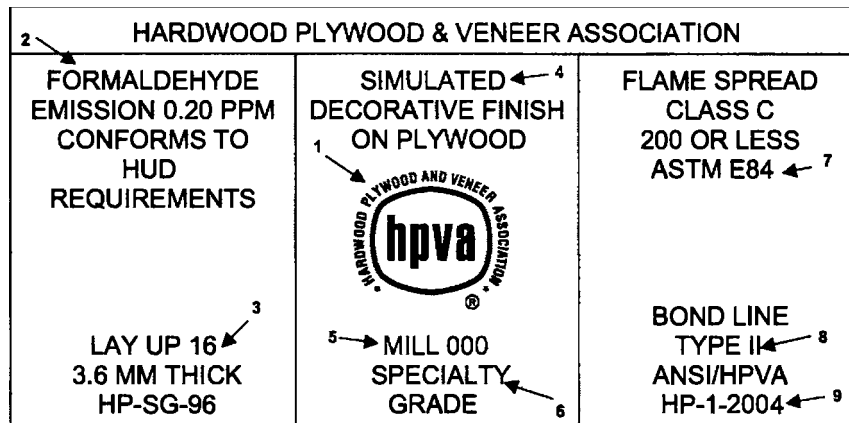 HARDWOOD PLYWOOD & VENEER ASSOCIATION
2
FORMALDEHYDE
EMISSION 0.20 PPM
CONFORMS TO
HUD
REQUIREMENTS
3
LAY UP 16
3.6 MM THICK
HP-SG-96
SIMULATED 4
DECORATIVE FINISH
ON PLYWOOD
1
HARDWOOD PLYWOOD AND VENEER ASSOCIATION
hpva
®
5 MILL 000
SPECIALTY
GRADE 6
FLAME SPREAD
CLASS C
200 OR LESS
ASTM E84 7
BOND LINE
TYPE II 8
ANSI/HPVA
HP-1-2004 9